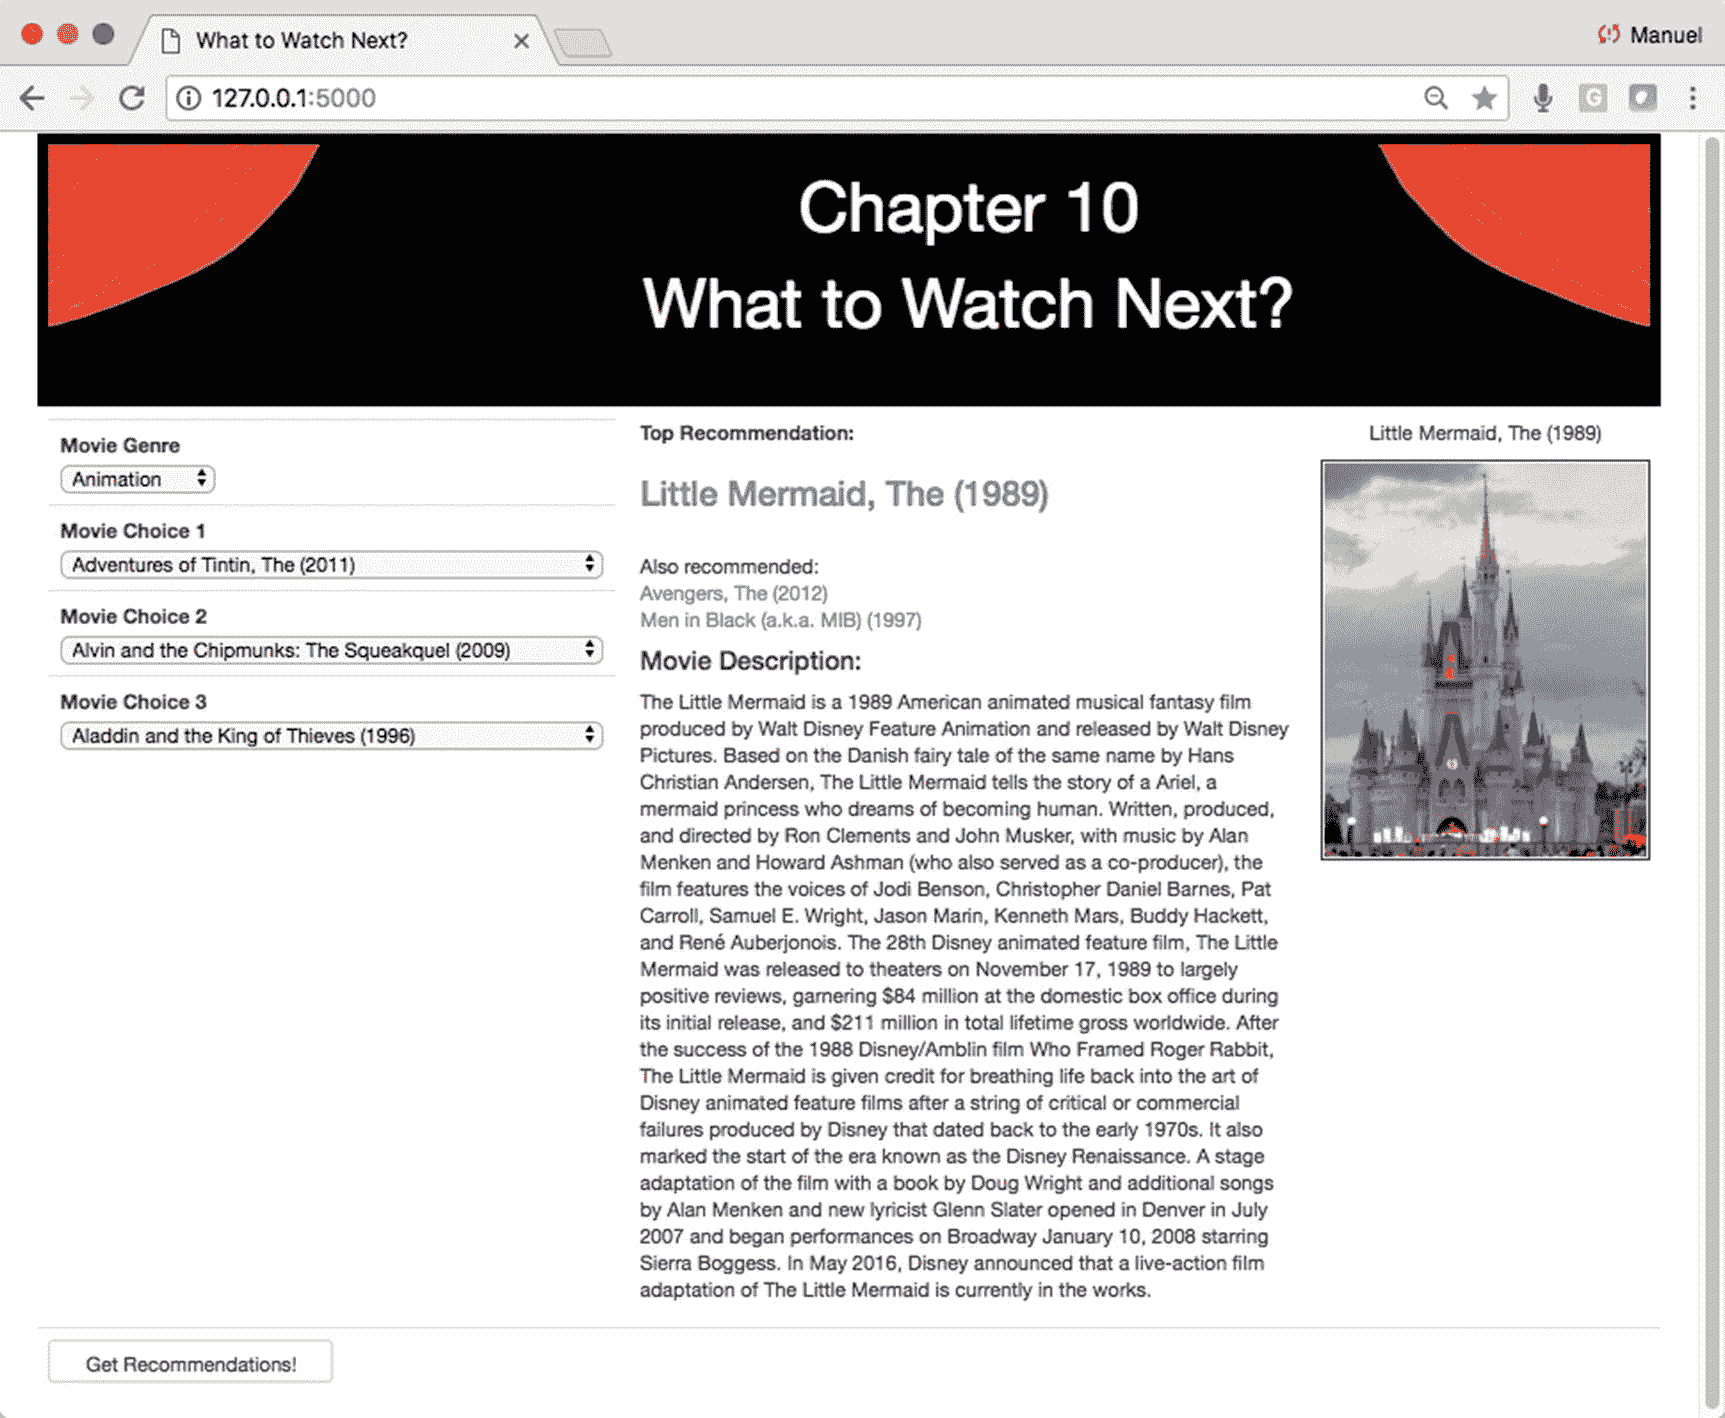 What to Watch Next?
Manuel
127.0.0.1:5000
G
Chapter 10
What to Watch Next?
Movie Genre
Animation
Movie Choice 1
Adventures of Tintin, The (2011)
Movie Choice 2
Alvin and the Chipmunks: The Squeakquel (2009)
Movie Choice 3
Aladdin and the King of Thieves (1996)
Top Recommendation:
Little Mermaid, The (1989)
Also recommended:
Avengers, The (2012)
Men in Black (a.k.a. MIB) (1997)
Movie Description:
The Little Mermaid is a 1989 American animated musical fantasy film
produced by Walt Disney Feature Animation and released by Walt Disney
Pictures. Based on the Danish fairy tale of the same name by Hans
Christian Andersen, The Little Mermaid tells the story of a Ariel, a
mermaid princess who dreams of becoming human. Written, produced,
and directed by Ron Clements and John Musker, with music by Alan
Menken and Howard Ashman (who also served as a co-producer), the
film features the voices of Jodi Benson, Christopher Daniel Barnes, Pat
Carroll, Samuel E. Wright, Jason Marin, Kenneth Mars, Buddy Hackett,
and René Auberjonois. The 28th Disney animated feature film, The Little
Mermaid was released to theaters on November 17, 1989 to largely
positive reviews, garnering $84 million at the domestic box office during
its initial release, and $211 million in total lifetime gross worldwide. After
the success of the 1988 Disney/Amblin film Who Framed Roger Rabbit,
The Little Mermaid is given credit for breathing life back into the art of
Disney animated feature films after a string of critical or commercial
failures produced by Disney that dated back to the early 1970s. It also
marked the start of the era known as the Disney Renaissance. A stage
adaptation of the film with a book by Doug Wright and additional songs
by Alan Menken and new lyricist Glenn Slater opened in Denver in July
2007 and began performances on Broadway January 10, 2008 starring
Sierra Boggess. In May 2016, Disney announced that a live-action film
adaptation of The Little Mermaid is currently in the works.
Little Mermaid, The (1989)
Get Recommendations!